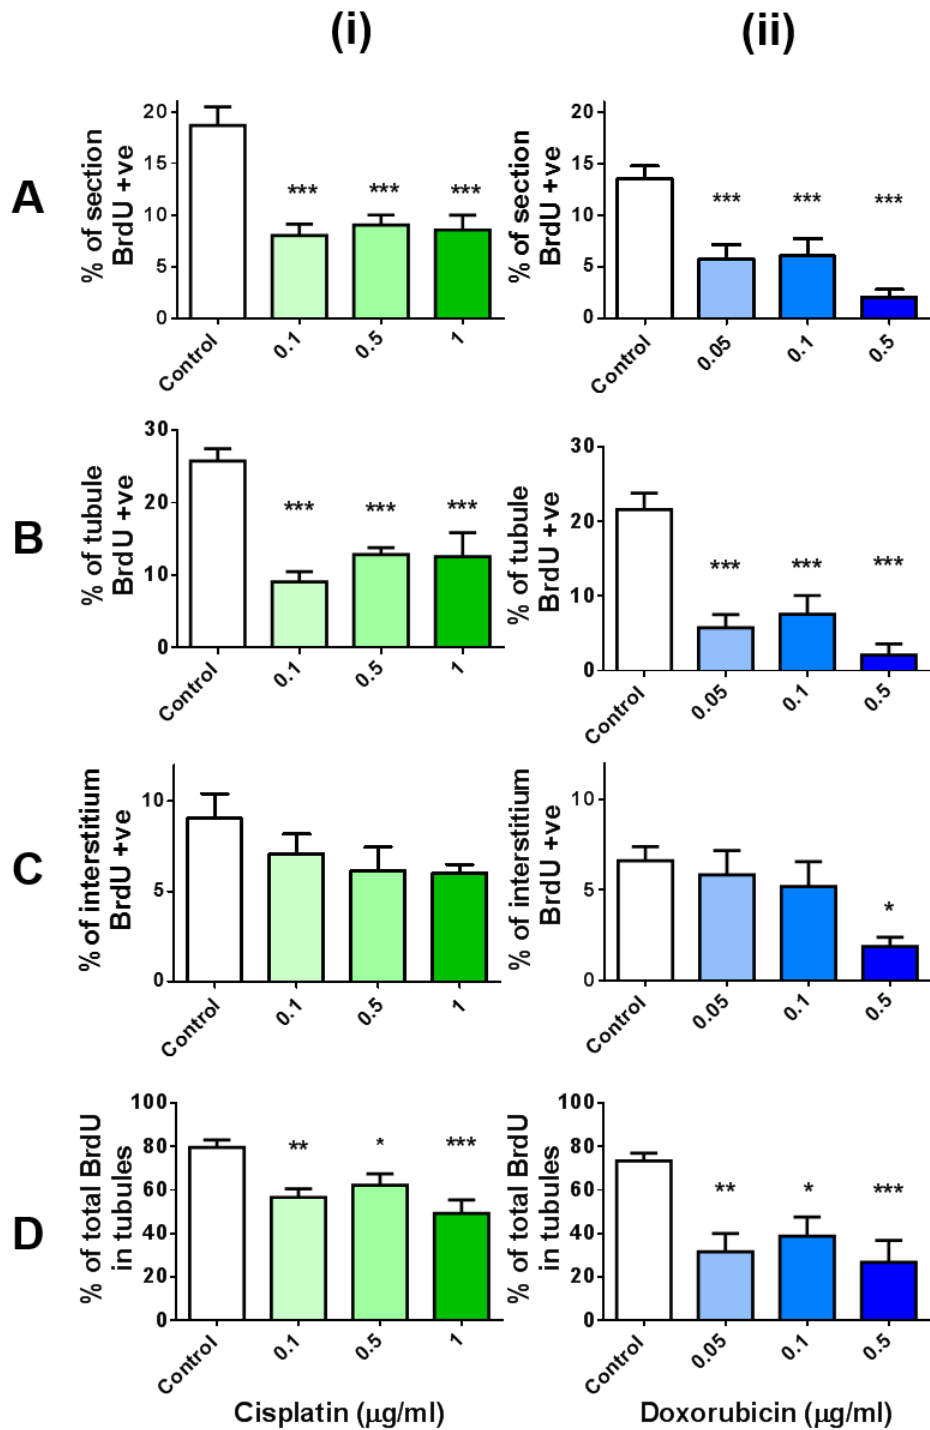 (i)
(ii)
A
% of section
BrdU +ve
20
15
10
5
0
***
***
***
Control
0.1
0.5
1
% of section
BrdU +ve
20
15
10
5
0
***
***
***
Control
0.05
0.1
0.5
B
% of tubule
BrdU +ve
30
20
10
0
***
***
***
Control
0.1
0.5
1
% of tubule
BrdU +ve
30
20
10
0
***
***
***
Control
0.05
0.1
0.5
C
% of interstitium
BrdU +ve
10
5
0
Control
0.1
0.5
1
% of interstitium
BrdU +ve
10
5
0
*
Control
0.05
0.1
0.5
D
% of total BrdU
in tubules
100
80
60
40
20
0
**
*
***
Control
0.1
0.5
1
Cisplatin (μg/ml)
% of total BrdU
in tubules
100
80
60
40
20
0
**
*
***
Control
0.05
0.1
0.5
Doxorubicin (μg/ml)